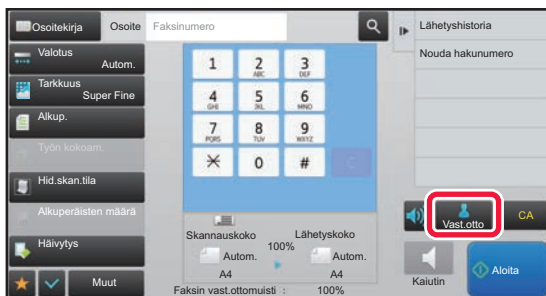 Osoitekirja
Osoite
Faksinumero
Lähetyshistoria
Nouda hakunumero
Valotus
Autom.
Tarkkuus
Super Fine
Alkup.
Työn kokoam.
Hid.skan.tila
Alkuperäisten määrä
Häivytys
Muut
1
2
ABC
3
DEF
4
GHI
5
JKL
6
MNO
7
PQRS
8
TUV
9
WXYZ
0
#
C
Skannauskoko
Lähetyskoko
100%
Autom.
Autom.
A4
A4
Faksin vast.ottomuisti :
100%
Vast.otto
CA
Kaiutin
Aloita